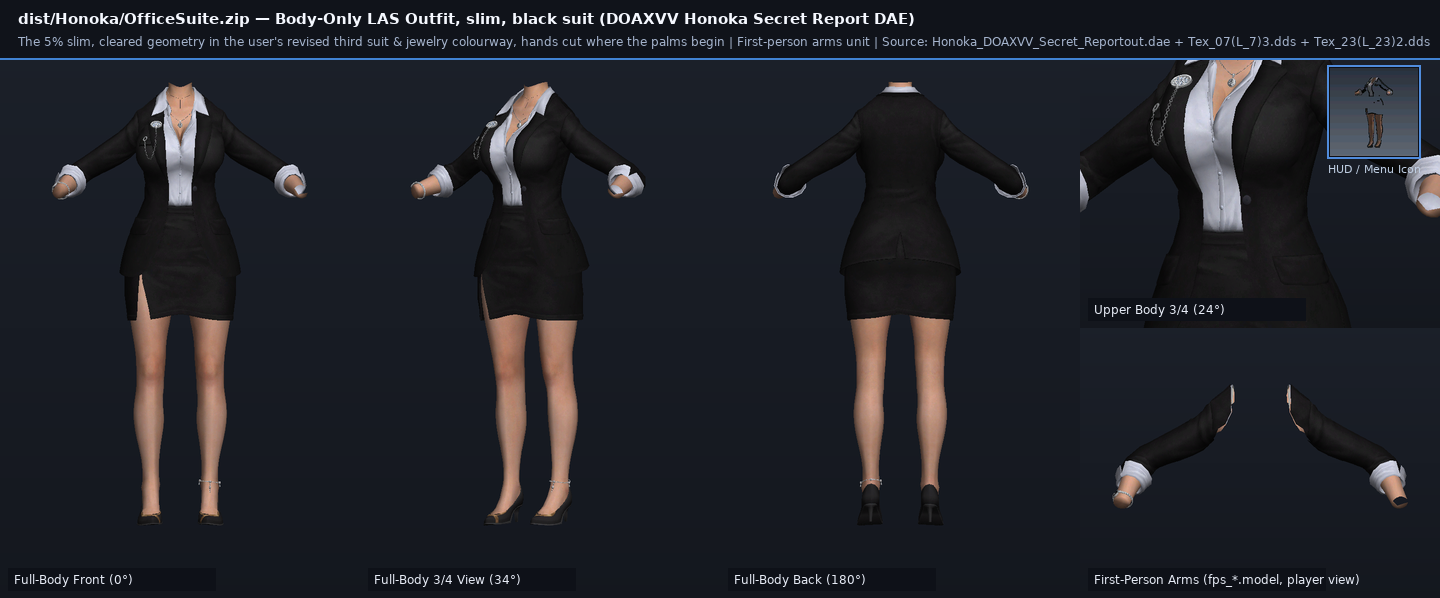 dist/Honoka/OfficeSuite.zip — Body-Only LAS Outfit, slim, black suit (DOAXVV Honoka Secret Report DAE)
The 5% slim, cleared geometry in the user's revised third suit & jewelry colourway, hands cut where the palms begin | First-person arms unit | Source: Honoka_DOAXVV_Secret_Reportout.dae + Tex_07(L_7)3.dds + Tex_23(L_23)2.dds
HUD / Menu Icon
Upper Body 3/4 (24°)
Full-Body Front (0°)
Full-Body 3/4 View (34°)
Full-Body Back (180°)
First-Person Arms (fps_*.model, player view)